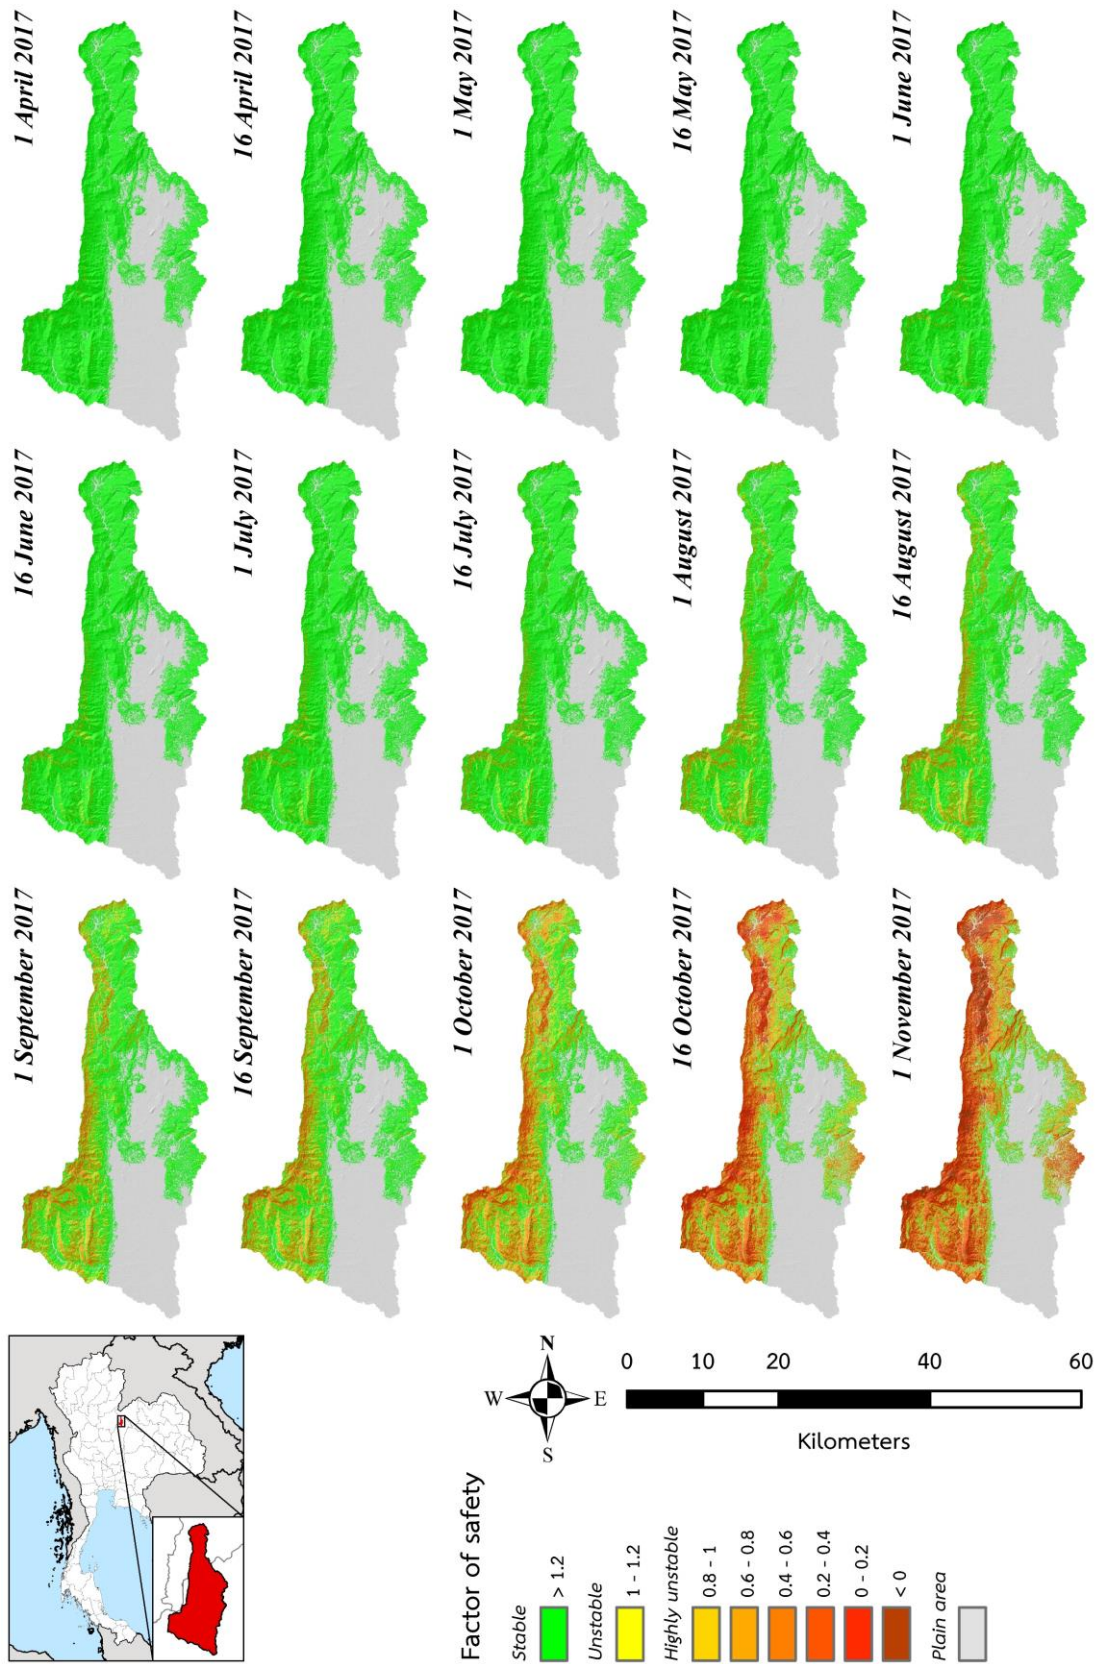 1 April 2017
16 April 2017
1 May 2017
16 May 2017
1 June 2017
16 June 2017
1 July 2017
16 July 2017
1 August 2017
16 August 2017
1 September 2017
16 September 2017
1 October 2017
16 October 2017
1 November 2017
N
W
E
S
0 10 20 40 60
Kilometers
Factor of safety
Stable
> 1.2
Unstable
1 - 1.2
Highly unstable
0.8 - 1
0.6 - 0.8
0.4 - 0.6
0.2 - 0.4
0 - 0.2
< 0
Plain area